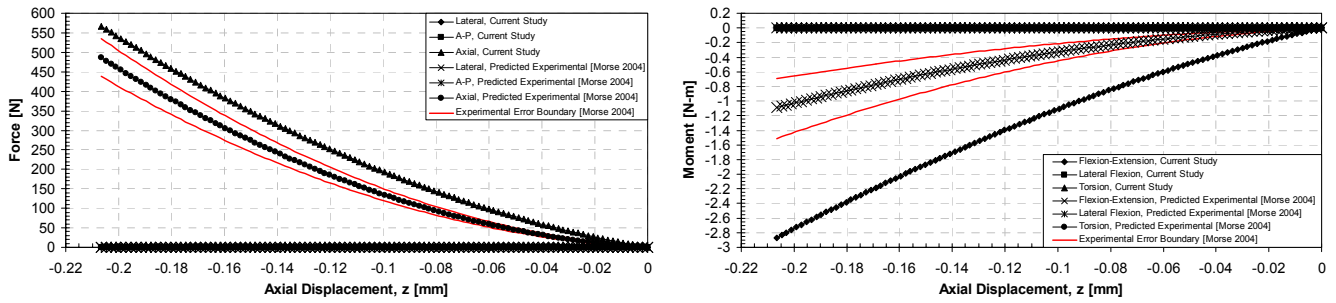 600
550
500
450
400
350
300
250
200
150
100
50
0
Force [N]
Lateral, Current Study
A-P, Current Study
Axial, Current Study
Lateral, Predicted Experimental [Morse 2004]
A-P, Predicted Experimental [Morse 2004]
Axial, Predicted Experimental [Morse 2004]
Experimental Error Boundary [Morse 2004]
-0.22 -0.2 -0.18 -0.16 -0.14 -0.12 -0.1 -0.08 -0.06 -0.04 -0.02 0
Axial Displacement, z [mm]
0.2
0
-0.2
-0.4
-0.6
-0.8
-1
-1.2
-1.4
-1.6
-1.8
-2
-2.2
-2.4
-2.6
-2.8
-3
Moment [N-m]
Flexion-Extension, Current Study
Lateral Flexion, Current Study
Torsion, Current Study
Flexion-Extension, Predicted Experimental [Morse 2004]
Lateral Flexion, Predicted Experimental [Morse 2004]
Torsion, Predicted Experimental [Morse 2004]
Experimental Error Boundary [Morse 2004]
-0.22 -0.2 -0.18 -0.16 -0.14 -0.12 -0.1 -0.08 -0.06 -0.04 -0.02 0
Axial Displacement, z [mm]